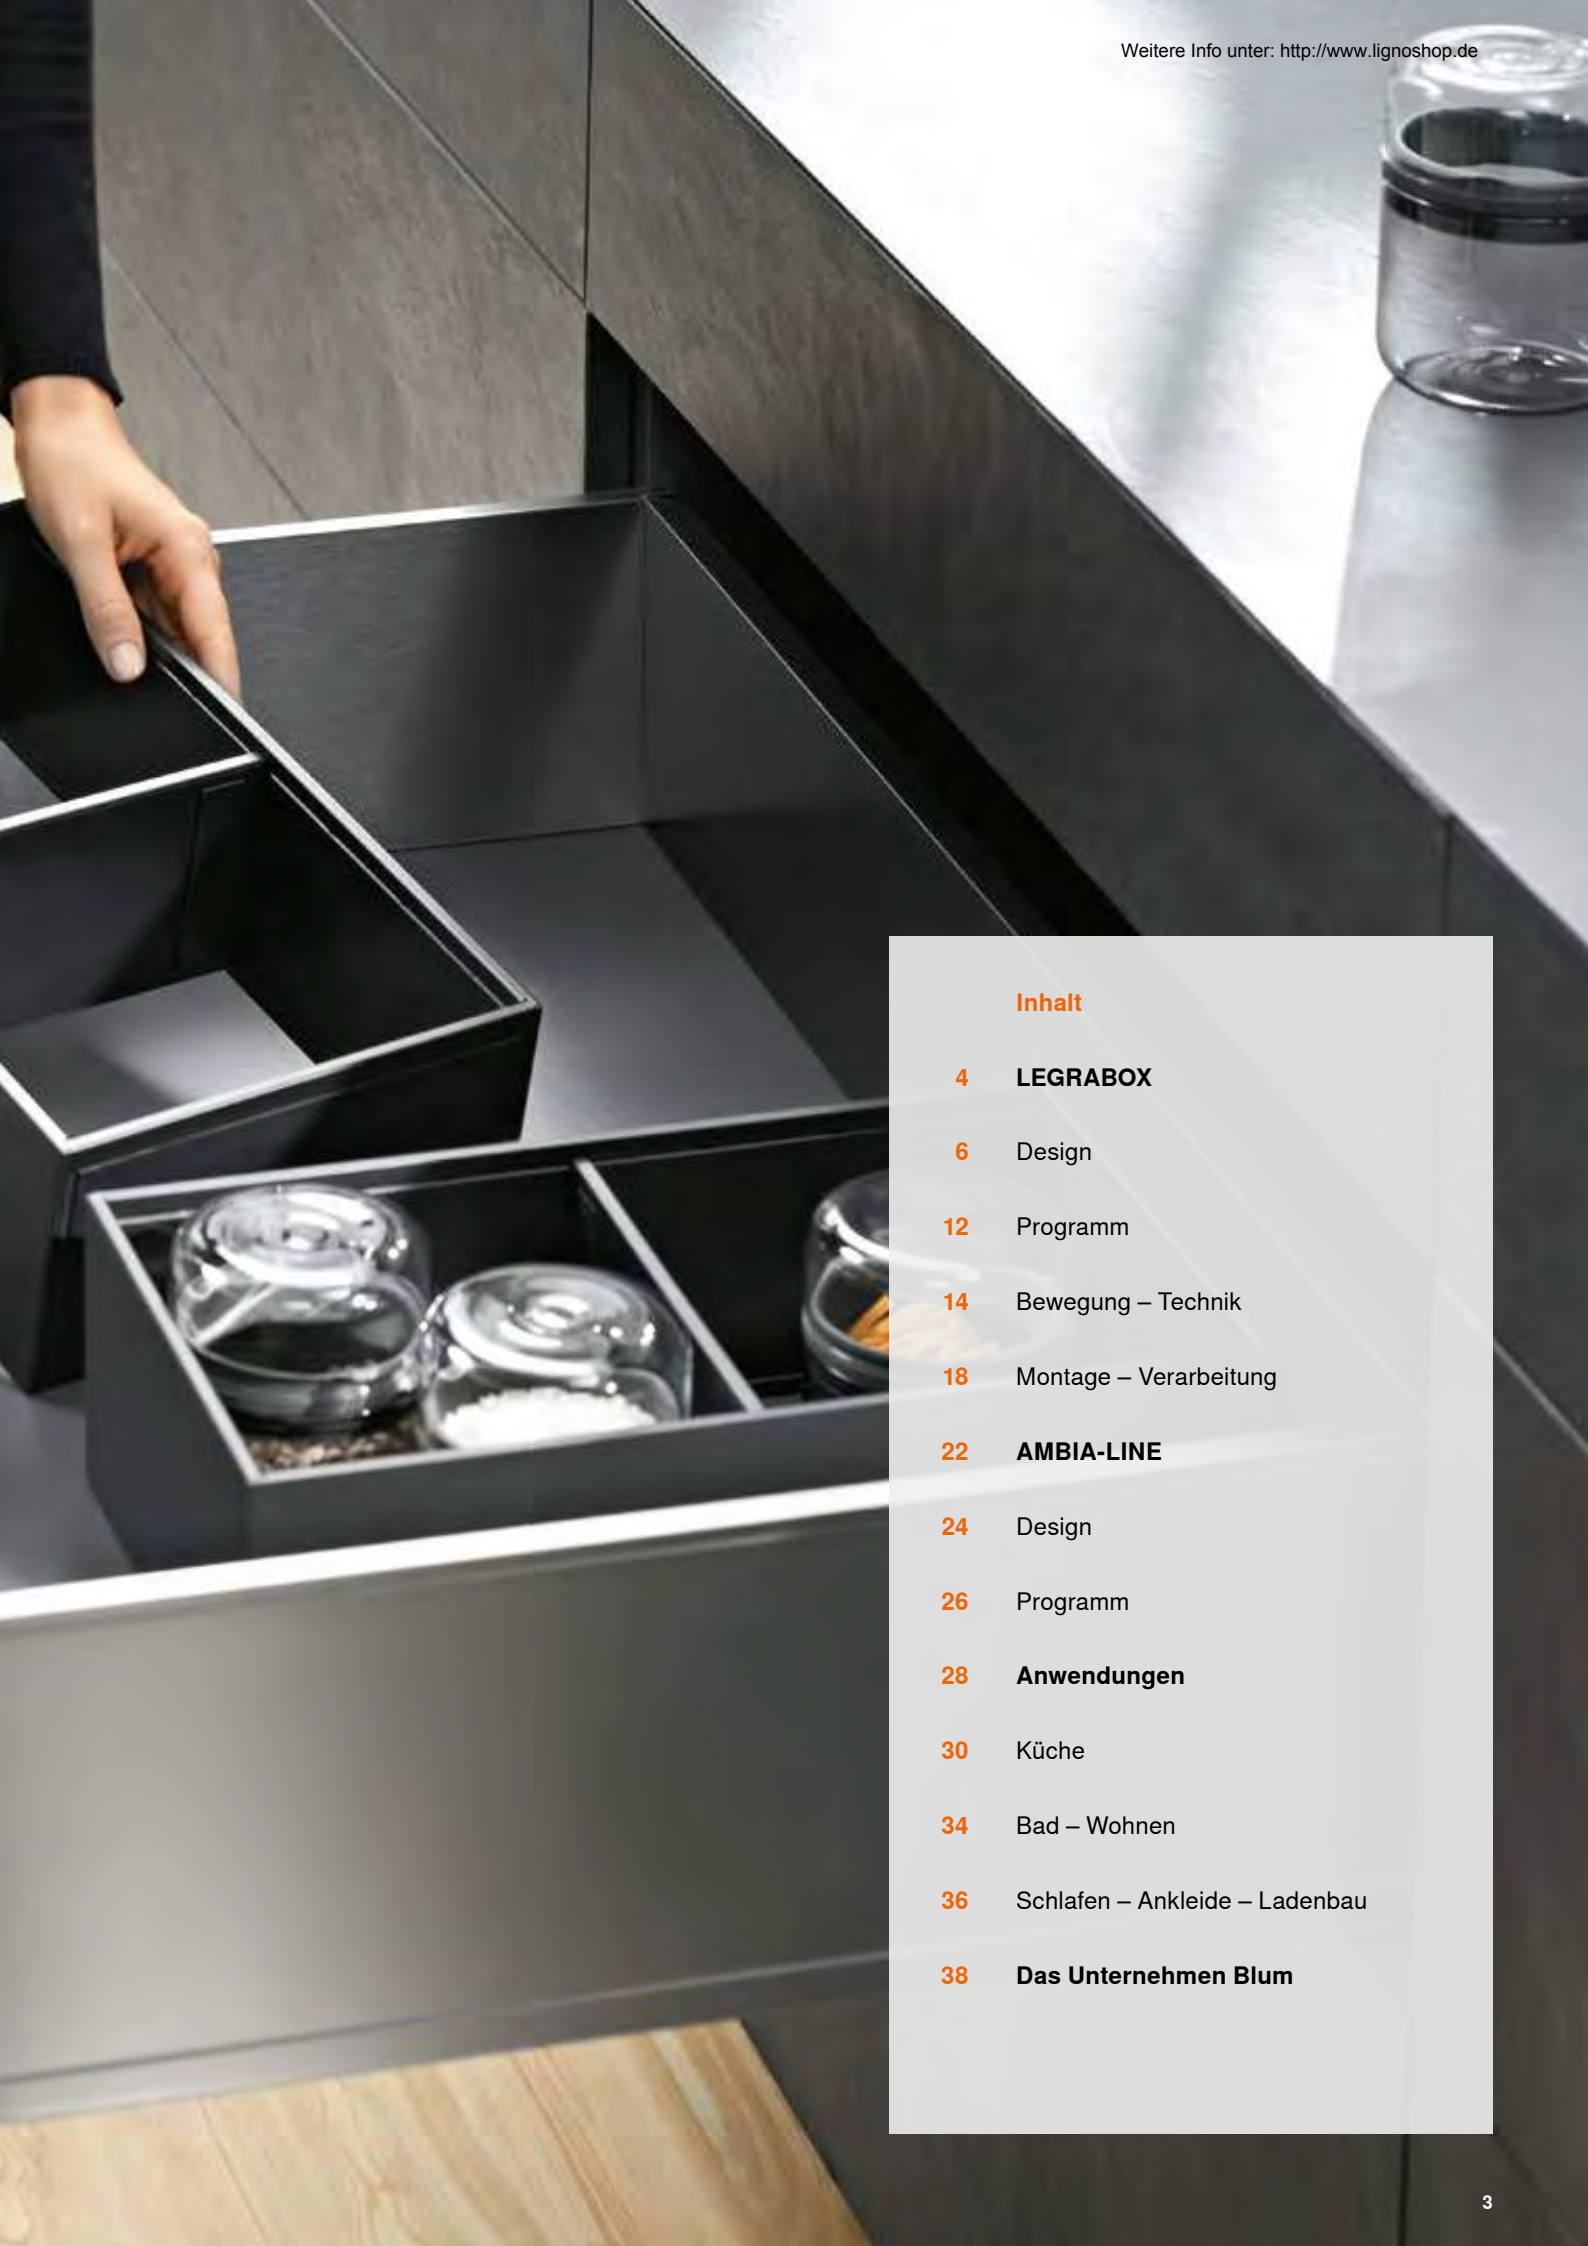 Weitere Info unter: http://www.lignoshop.de
Inhalt
4 LEGRABOX
6 Design
12 Programm
14 Bewegung – Technik
18 Montage – Verarbeitung
22 AMBIA-LINE
24 Design
26 Programm
28 Anwendungen
30 Küche
34 Bad – Wohnen
36 Schlafen – Ankleide – Ladenbau
38 Das Unternehmen Blum
3